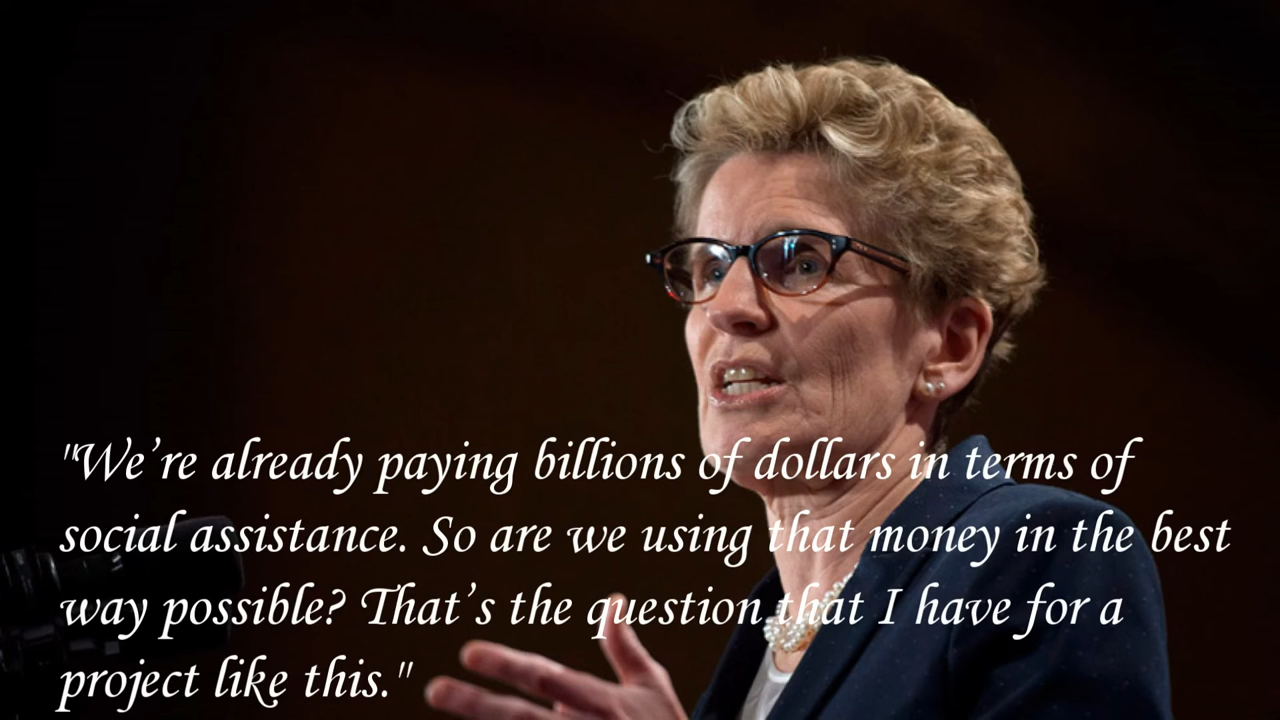 "We’re already paying billions of dollars in terms of
social assistance. So are we using that money in the best
way possible? That’s the question that I have for a
project like this."